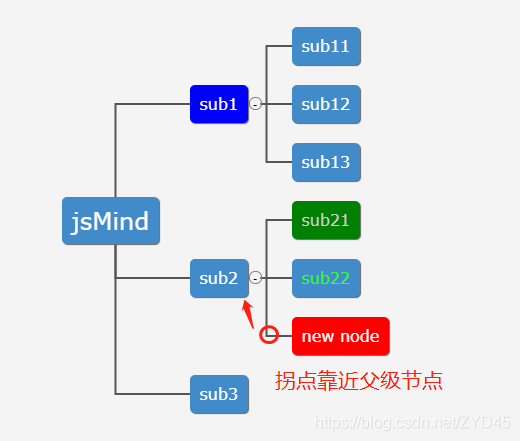 sub11
sub1
-
sub12
sub13
jsMind
sub21
sub2
-
sub22
new node
拐点靠近父级节点
sub3
https://blog.csdn.net/ZYD45